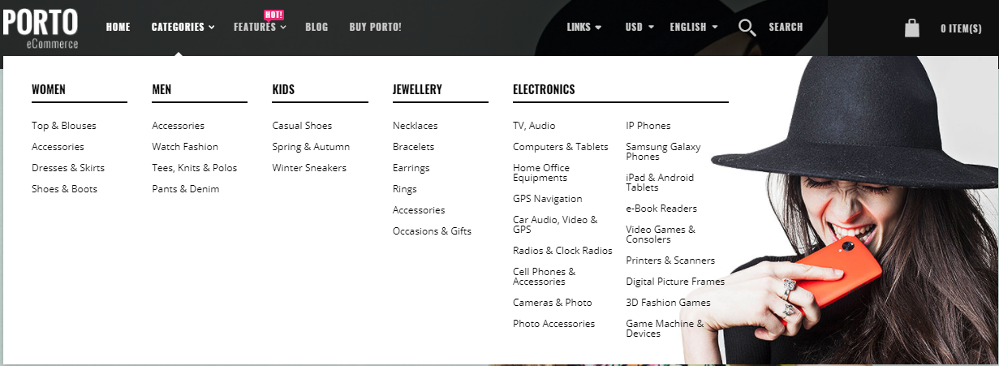 PORTO
eCommerce
HOME
CATEGORIES
HOT!
FEATURES
BLOG
BUY PORTO!
LINKS
USD
ENGLISH
SEARCH
0 ITEM(S)
WOMEN
Top & Blouses
Accessories
Dresses & Skirts
Shoes & Boots
MEN
Accessories
Watch Fashion
Tees, Knits & Polos
Pants & Denim
KIDS
Casual Shoes
Spring & Autumn
Winter Sneakers
JEWELLERY
Necklaces
Bracelets
Earrings
Rings
Accessories
Occasions & Gifts
ELECTRONICS
TV, Audio
Computers & Tablets
Home Office
Equipments
GPS Navigation
Car Audio, Video &
GPS
Radios & Clock Radios
Cell Phones &
Accessories
Cameras & Photo
Photo Accessories
IP Phones
Samsung Galaxy
Phones
iPad & Android
Tablets
e-Book Readers
Video Games &
Consolers
Printers & Scanners
Digital Picture Frames
3D Fashion Games
Game Machine &
Devices